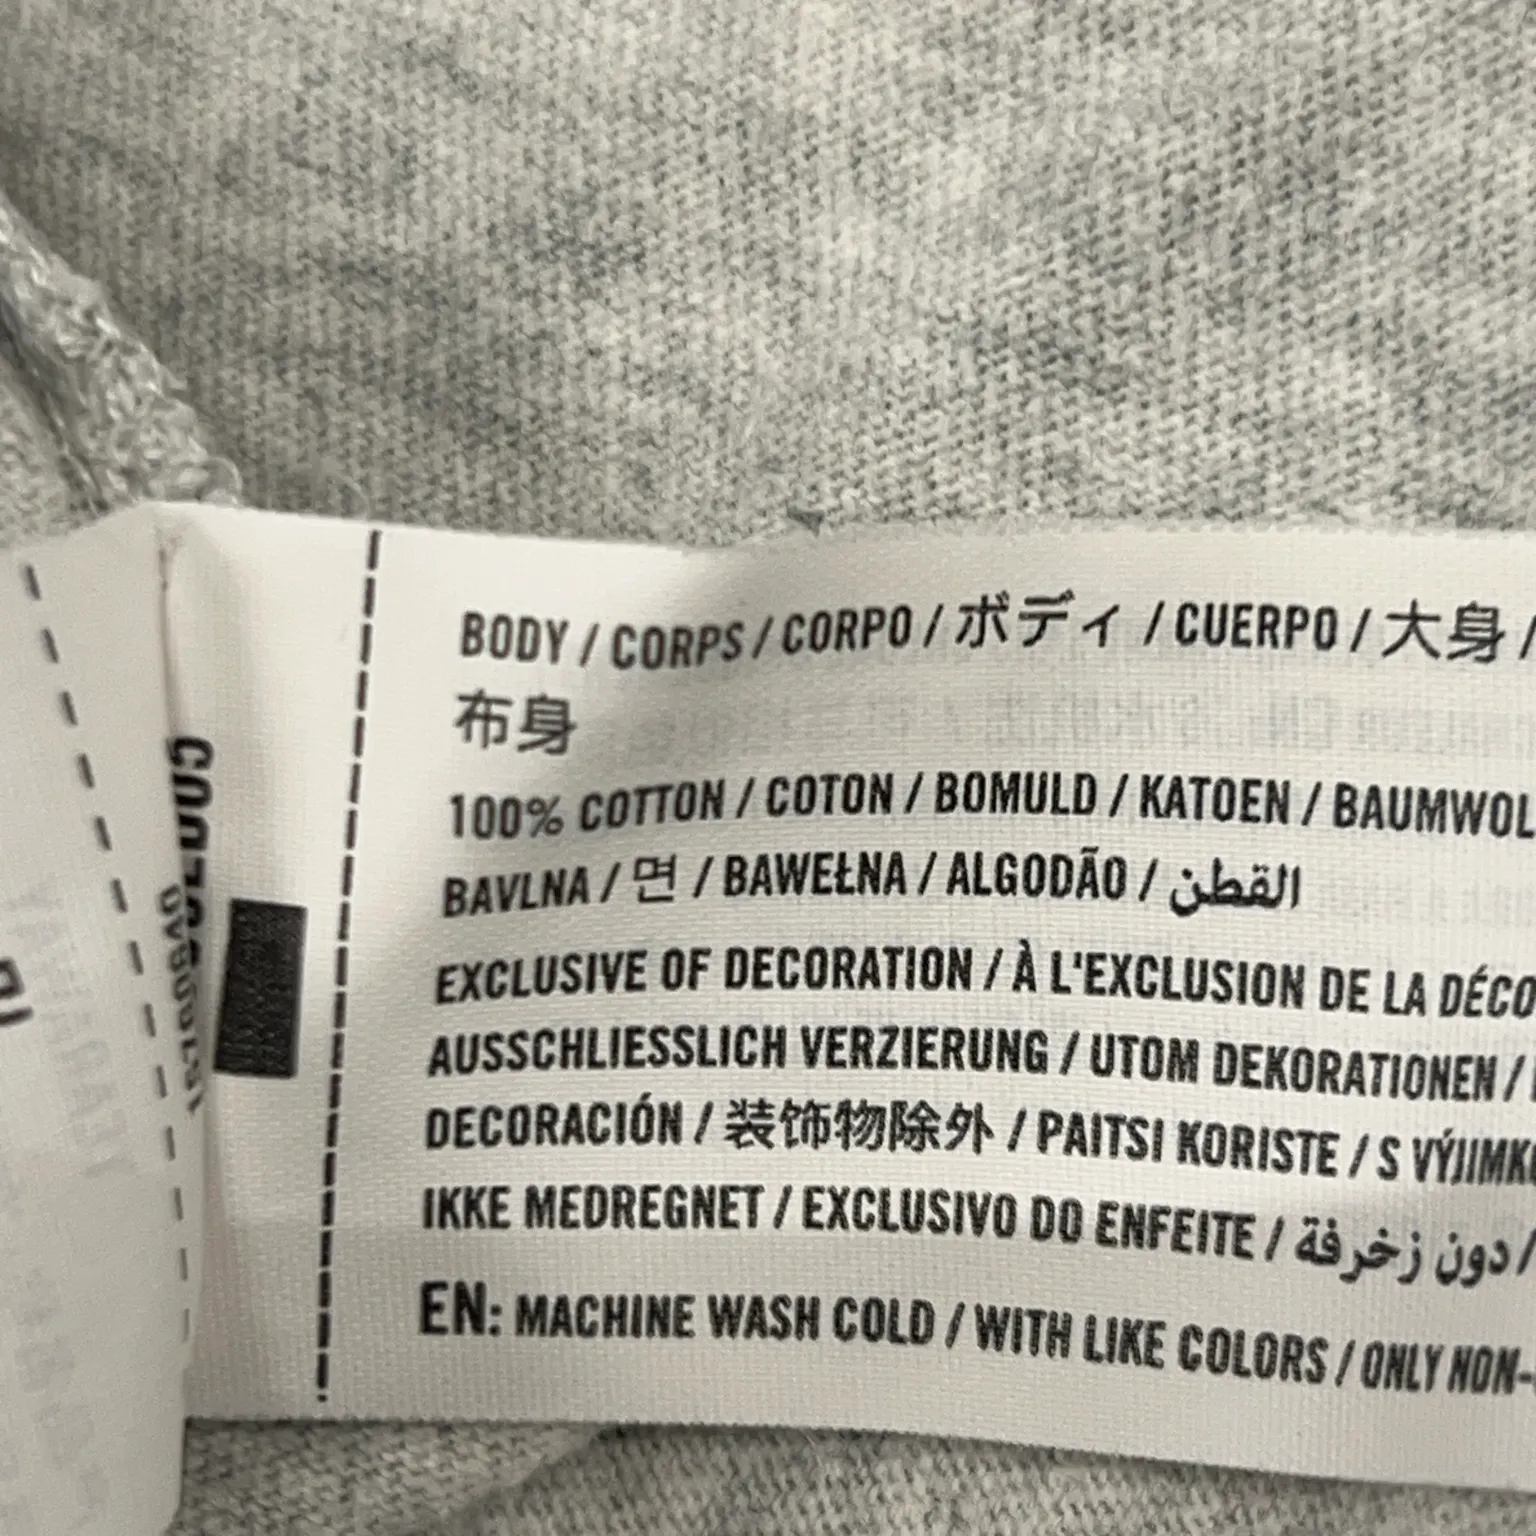 BODY / CORPS / CORPO / ボディ / CUERPO / 大身 /
布身
100% COTTON / COTON / BOMULD / KATOEN / BAUMWOL
BAVLNA / 면 / BAWEŁNA / ALGODÃO / القطن
EXCLUSIVE OF DECORATION / À L'EXCLUSION DE LA DÉCO
AUSSCHLIESSLICH VERZIERUNG / UTOM DEKORATIONEN /
DECORACIÓN / 装饰物除外 / PAITSI KORISTE / S VÝJIMK
IKKE MEDREGNET / EXCLUSIVO DO ENFEITE / دون زخرفة /
EN: MACHINE WASH COLD / WITH LIKE COLORS / ONLY NON-